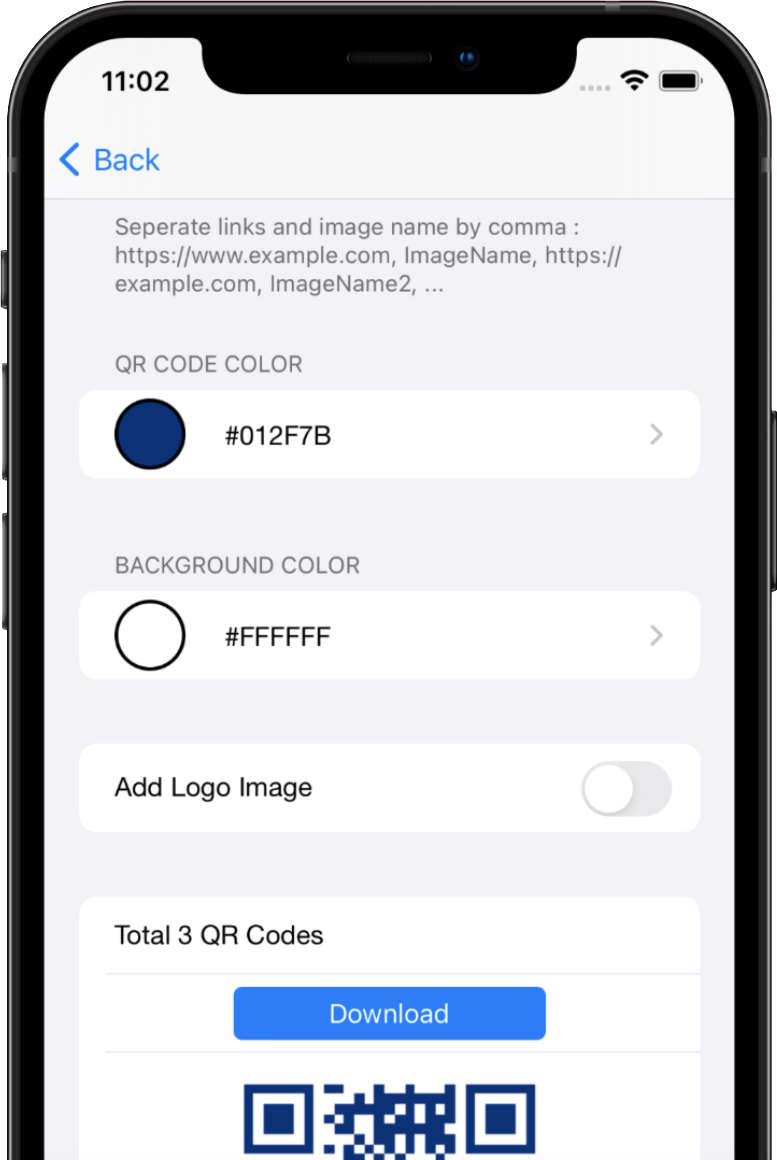 11:02
Back
Seperate links and image name by comma :
https://www.example.com, ImageName, https://
example.com, ImageName2, ...
QR CODE COLOR
#012F7B
BACKGROUND COLOR
#FFFFFF
Add Logo Image
Total 3 QR Codes
Download